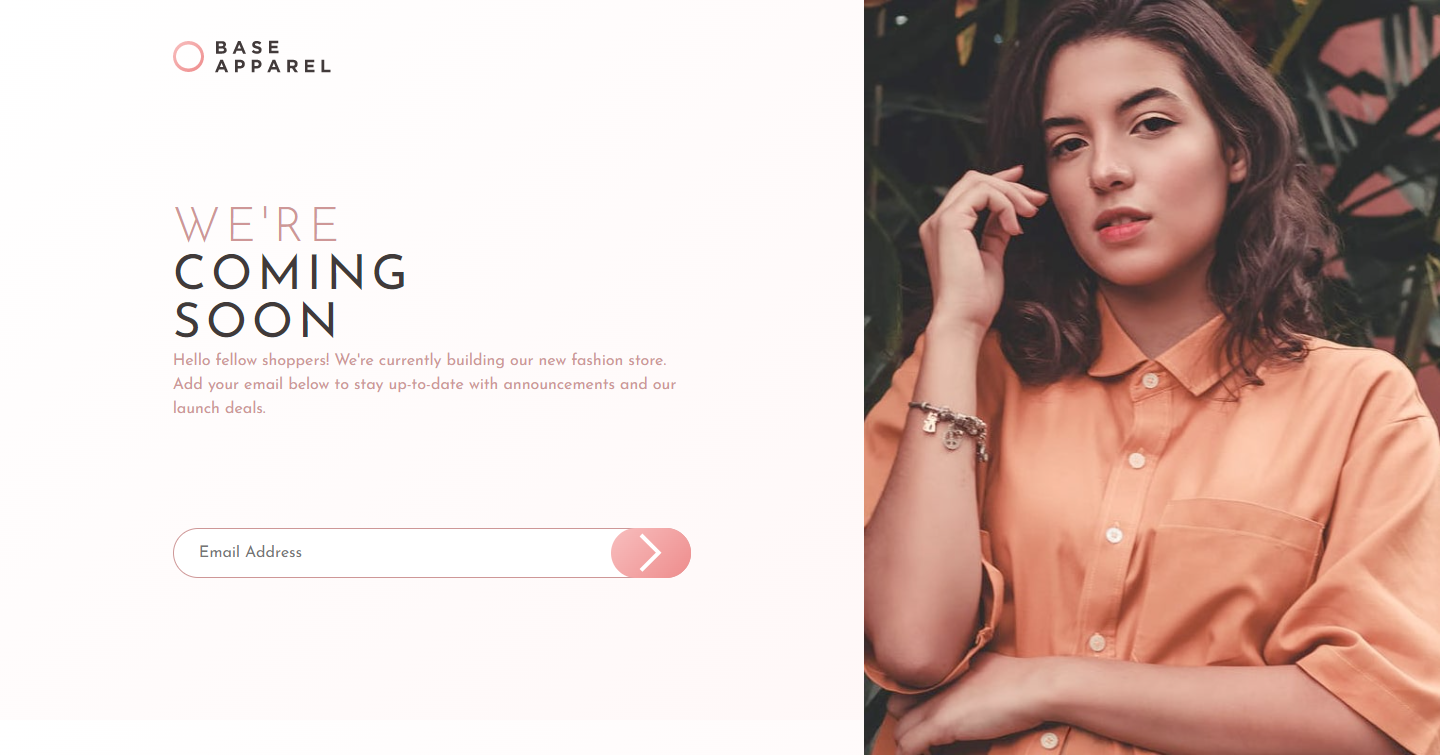 BASE
APPAREL
WE'RE
COMING
SOON
Hello fellow shoppers! We're currently building our new fashion store.
Add your email below to stay up-to-date with announcements and our
launch deals.
Email Address